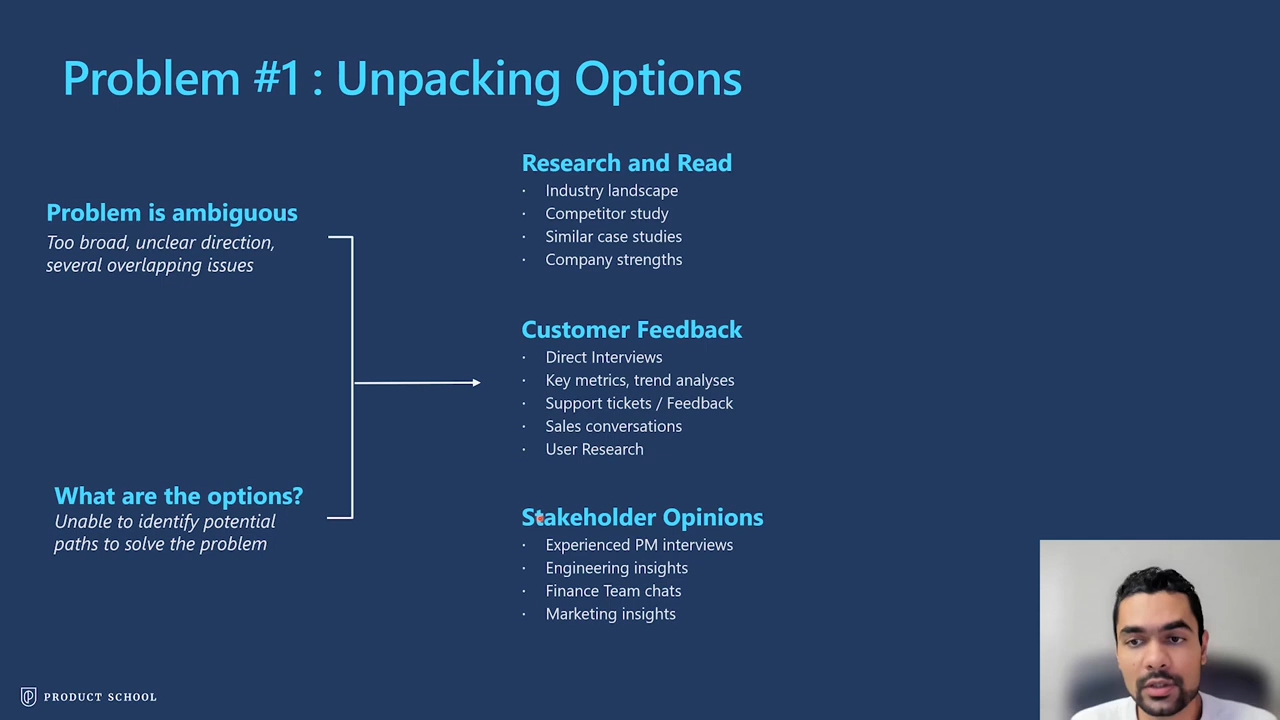 Problem #1 : Unpacking Options
Problem is ambiguous
Too broad, unclear direction,
several overlapping issues
What are the options?
Unable to identify potential
paths to solve the problem
Research and Read
· Industry landscape
· Competitor study
· Similar case studies
· Company strengths
Customer Feedback
· Direct Interviews
· Key metrics, trend analyses
· Support tickets / Feedback
· Sales conversations
· User Research
Stakeholder Opinions
· Experienced PM interviews
· Engineering insights
· Finance Team chats
· Marketing insights
PRODUCT SCHOOL